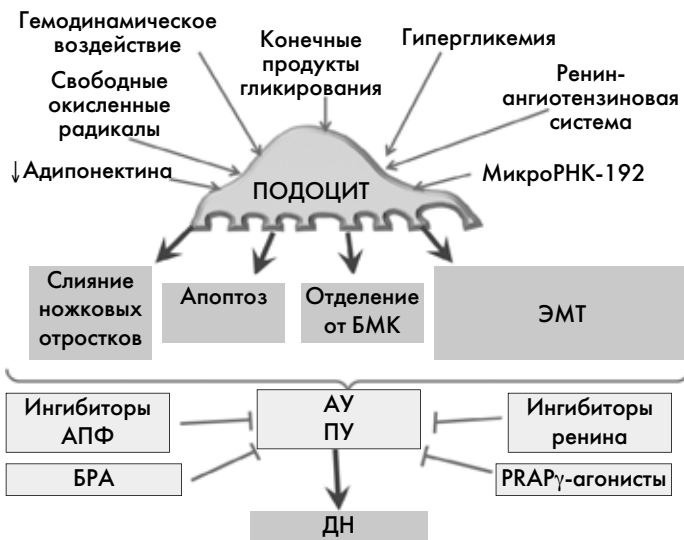 Гемодинамическое
воздействие
Конечные
продукты
гликирования
Гипергликемия
Свободные
окисленные
радикалы
Ренин-
ангиотензиновая
система
↓Адипонектина
МикроРНК-192
ПОДОЦИТ
Слияние
ножковых
отростков
Апоптоз
Отделение
от БМК
ЭМТ
Ингибиторы
АПФ
АУ
ПУ
Ингибиторы
ренина
БРА
PRAPγ-агонисты
ДН